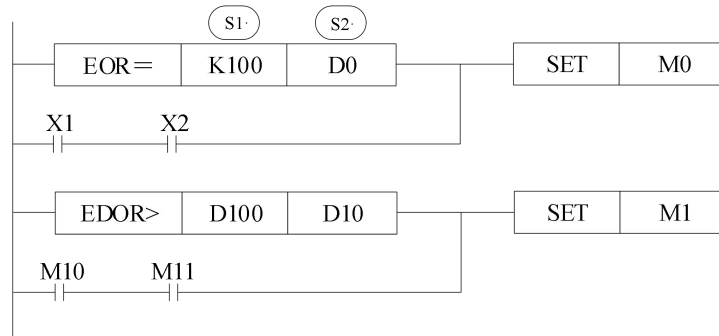 S1· S2·
EOR＝ K100 D0 SET M0
X1 X2
EDOR> D100 D10 SET M1
M10 M11